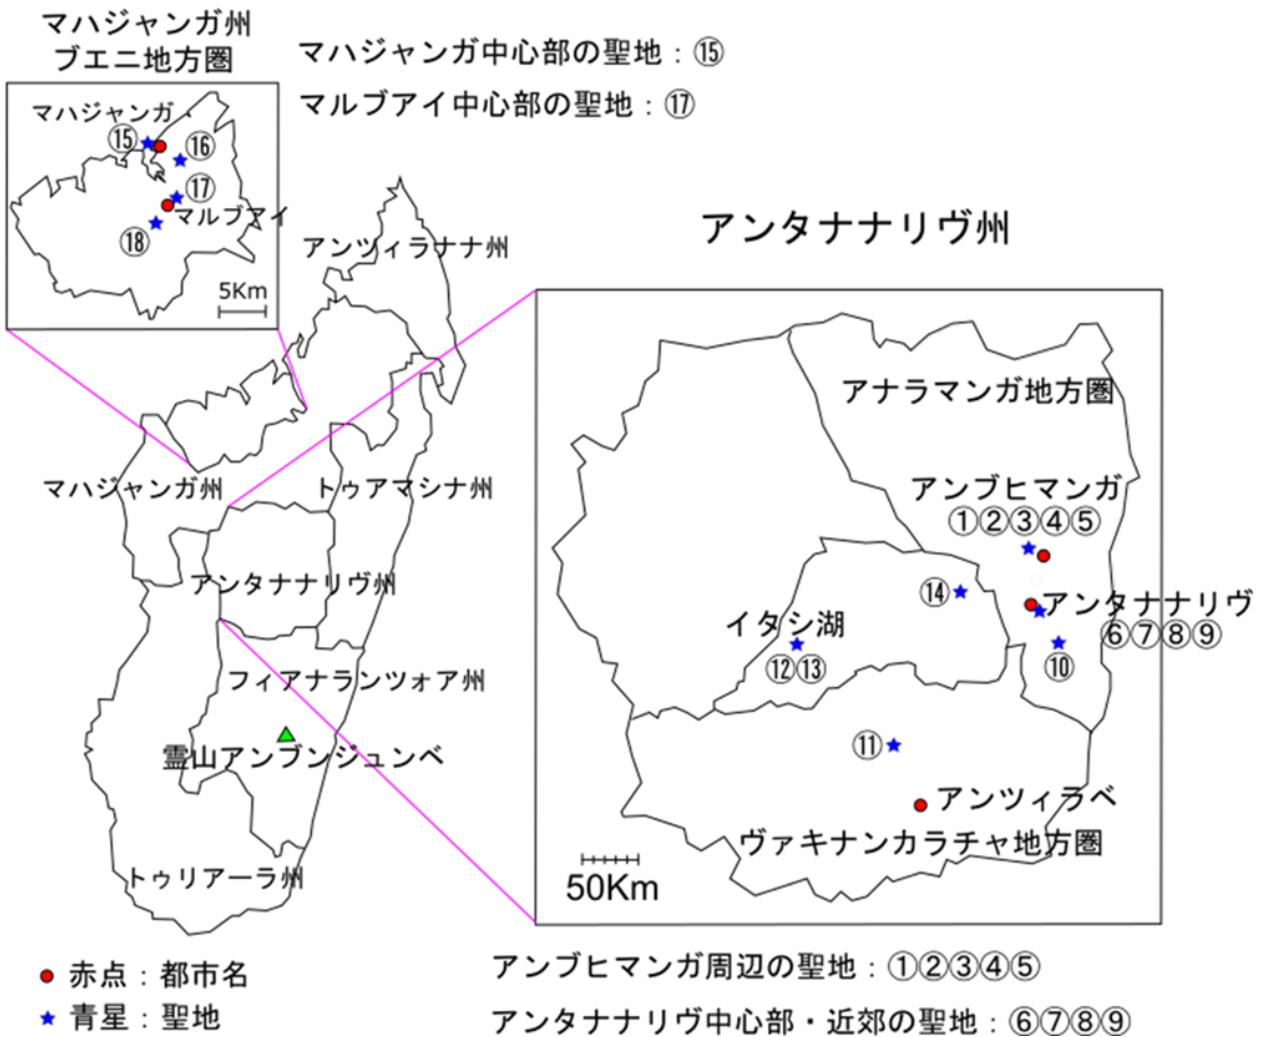 マハジャンガ州
ブエニ地方圏
マハジャンガ中心部の聖地：⑮
マルブアイ中心部の聖地：⑰
マハジャンガ
⑮
⑯
⑰
マルブアイ
⑱
5Km
アンツィラナナ州
マハジャンガ州
トゥアマシナ州
アンタナナリヴ州
フィアナランツォア州
霊山アンブンジュンベ
トゥリアーラ州
アンタナナリヴ州
アナラマンガ地方圏
アンブヒマンガ
①②③④⑤
⑭
アンタナナリヴ
⑥⑦⑧⑨
イタシ湖
⑫⑬
⑩
⑪
アンツィラベ
ヴァキナンカラチャ地方圏
50Km
赤点：都市名
青星：聖地
アンブヒマンガ周辺の聖地：①②③④⑤
アンタナナリヴ中心部・近郊の聖地：⑥⑦⑧⑨